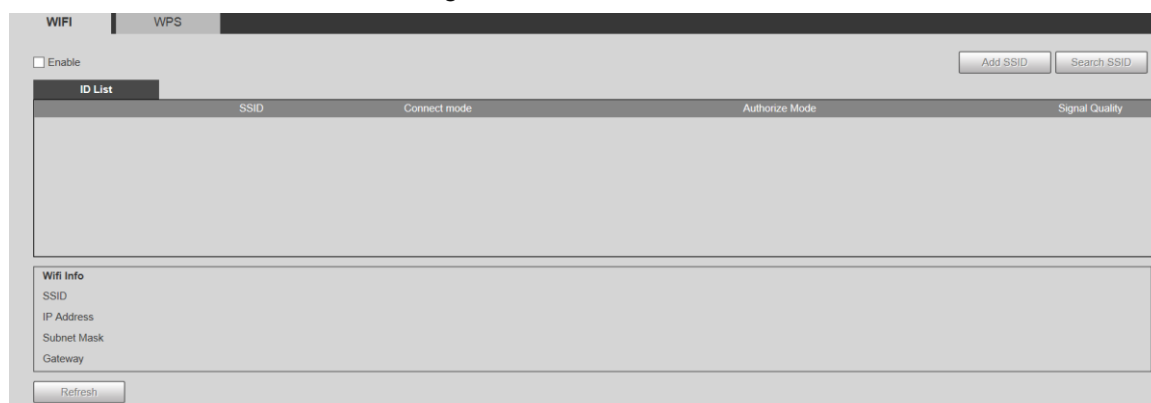 WIFI WPS
Enable Add SSID Search SSID
ID List
SSID Connect mode Authorize Mode Signal Quality
Wifi Info
SSID
IP Address
Subnet Mask
Gateway
Refresh